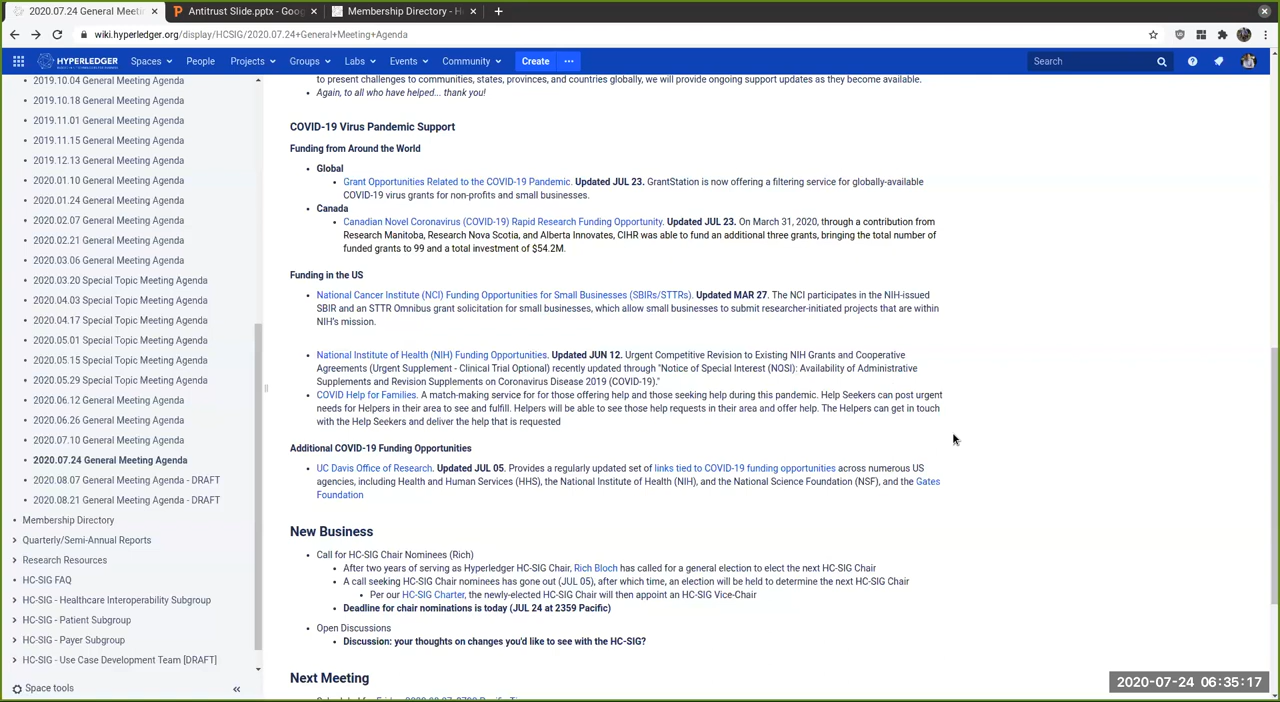 2020.07.24 General Meeti
Antitrust Slide.pptx - Goog
Membership Directory - H
wiki.hyperledger.org/display/HCSIG/2020.07.24+General+Meeting+Agenda
HYPERLEDGER
Spaces
People
Projects
Groups
Labs
Events
Community
Create
Search
2019.10.04 General Meeting Agenda
2019.10.18 General Meeting Agenda
2019.11.01 General Meeting Agenda
2019.11.15 General Meeting Agenda
2019.12.13 General Meeting Agenda
2020.01.10 General Meeting Agenda
2020.01.24 General Meeting Agenda
2020.02.07 General Meeting Agenda
2020.02.21 General Meeting Agenda
2020.03.06 General Meeting Agenda
2020.03.20 Special Topic Meeting Agenda
2020.04.03 Special Topic Meeting Agenda
2020.04.17 Special Topic Meeting Agenda
2020.05.01 Special Topic Meeting Agenda
2020.05.15 Special Topic Meeting Agenda
2020.05.29 Special Topic Meeting Agenda
2020.06.12 General Meeting Agenda
2020.06.26 General Meeting Agenda
2020.07.10 General Meeting Agenda
2020.07.24 General Meeting Agenda
2020.08.07 General Meeting Agenda - DRAFT
2020.08.21 General Meeting Agenda - DRAFT
Membership Directory
Quarterly/Semi-Annual Reports
Research Resources
HC-SIG FAQ
HC-SIG - Healthcare Interoperability Subgroup
HC-SIG - Patient Subgroup
HC-SIG - Payer Subgroup
HC-SIG - Use Case Development Team [DRAFT]
Space tools
to present challenges to communities, states, provinces, and countries globally, we will provide ongoing support updates as they become available.
Again, to all who have helped... thank you!
COVID-19 Virus Pandemic Support
Funding from Around the World
Global
Grant Opportunities Related to the COVID-19 Pandemic. Updated JUL 23. GrantStation is now offering a filtering service for globally-available
COVID-19 virus grants for non-profits and small businesses.
Canada
Canadian Novel Coronavirus (COVID-19) Rapid Research Funding Opportunity. Updated JUL 23. On March 31, 2020, through a contribution from
Research Manitoba, Research Nova Scotia, and Alberta Innovates, CIHR was able to fund an additional three grants, bringing the total number of
funded grants to 99 and a total investment of $54.2M.
Funding in the US
National Cancer Institute (NCI) Funding Opportunities for Small Businesses (SBIRs/STTRs). Updated MAR 27. The NCI participates in the NIH-issued
SBIR and an STTR Omnibus grant solicitation for small businesses, which allow small businesses to submit researcher-initiated projects that are within
NIH's mission.
National Institute of Health (NIH) Funding Opportunities. Updated JUN 12. Urgent Competitive Revision to Existing NIH Grants and Cooperative
Agreements (Urgent Supplement - Clinical Trial Optional) recently updated through "Notice of Special Interest (NOSI): Availability of Administrative
Supplements and Revision Supplements on Coronavirus Disease 2019 (COVID-19)."
COVID Help for Families. A match-making service for for those offering help and those seeking help during this pandemic. Help Seekers can post urgent
needs for Helpers in their area to see and fulfill. Helpers will be able to see those help requests in their area and offer help. The Helpers can get in touch
with the Help Seekers and deliver the help that is requested
Additional COVID-19 Funding Opportunities
UC Davis Office of Research. Updated JUL 05. Provides a regularly updated set of links tied to COVID-19 funding opportunities across numerous US
agencies, including Health and Human Services (HHS), the National Institute of Health (NIH), and the National Science Foundation (NSF), and the Gates
Foundation
New Business
Call for HC-SIG Chair Nominees (Rich)
After two years of serving as Hyperledger HC-SIG Chair, Rich Bloch has called for a general election to elect the next HC-SIG Chair
A call seeking HC-SIG Chair nominees has gone out (JUL 05), after which time, an election will be held to determine the next HC-SIG Chair
Per our HC-SIG Charter, the newly-elected HC-SIG Chair will then appoint an HC-SIG Vice-Chair
Deadline for chair nominations is today (JUL 24 at 2359 Pacific)
Open Discussions
Discussion: your thoughts on changes you'd like to see with the HC-SIG?
Next Meeting
2020-07-24 06:35:17